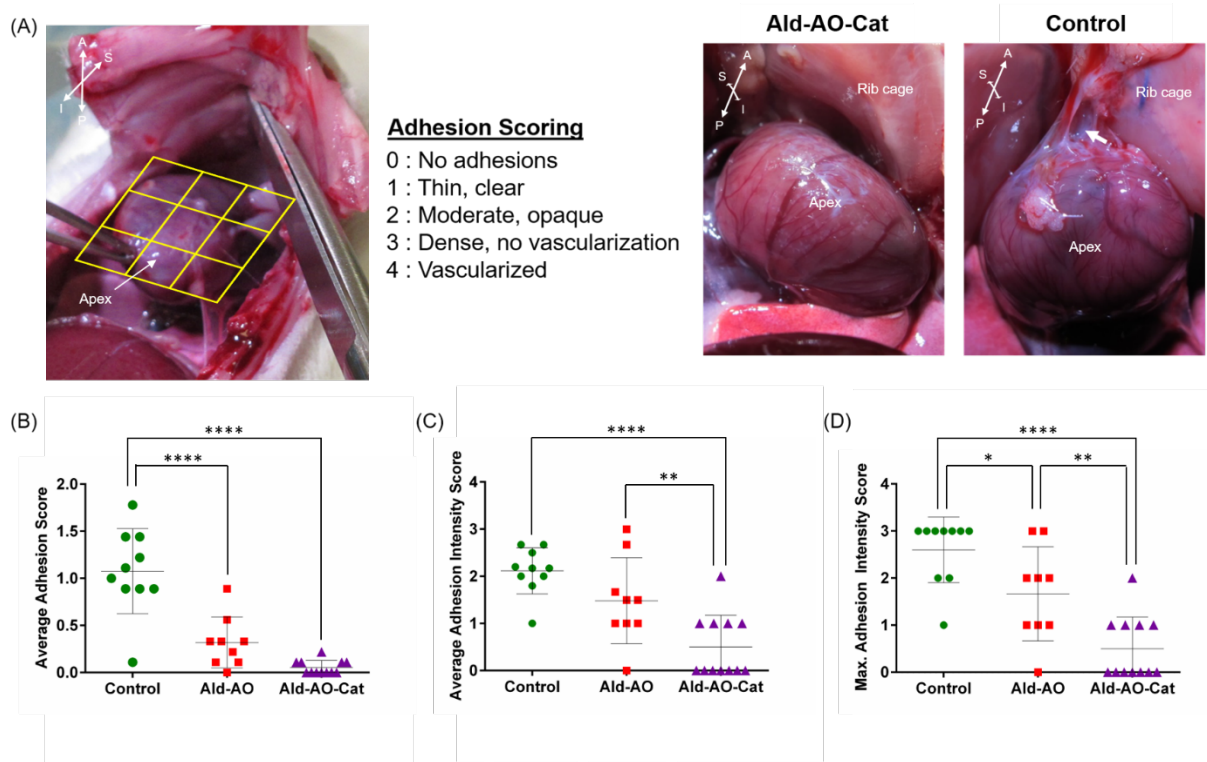 (A)
A
S
I
P
Apex
Adhesion Scoring
0 : No adhesions
1 : Thin, clear
2 : Moderate, opaque
3 : Dense, no vascularization
4 : Vascularized
Ald-AO-Cat
A
S
I
P
Rib cage
Apex
Control
A
S
I
P
Rib cage
Apex
(B)
****
****
Average Adhesion Score
2.0
1.5
1.0
0.5
0.0
Control
Ald-AO
Ald-AO-Cat
(C)
****
**
Average Adhesion Intensity Score
4
3
2
1
0
Control
Ald-AO
Ald-AO-Cat
(D)
****
*
**
Max. Adhesion Intensity Score
4
3
2
1
0
Control
Ald-AO
Ald-AO-Cat